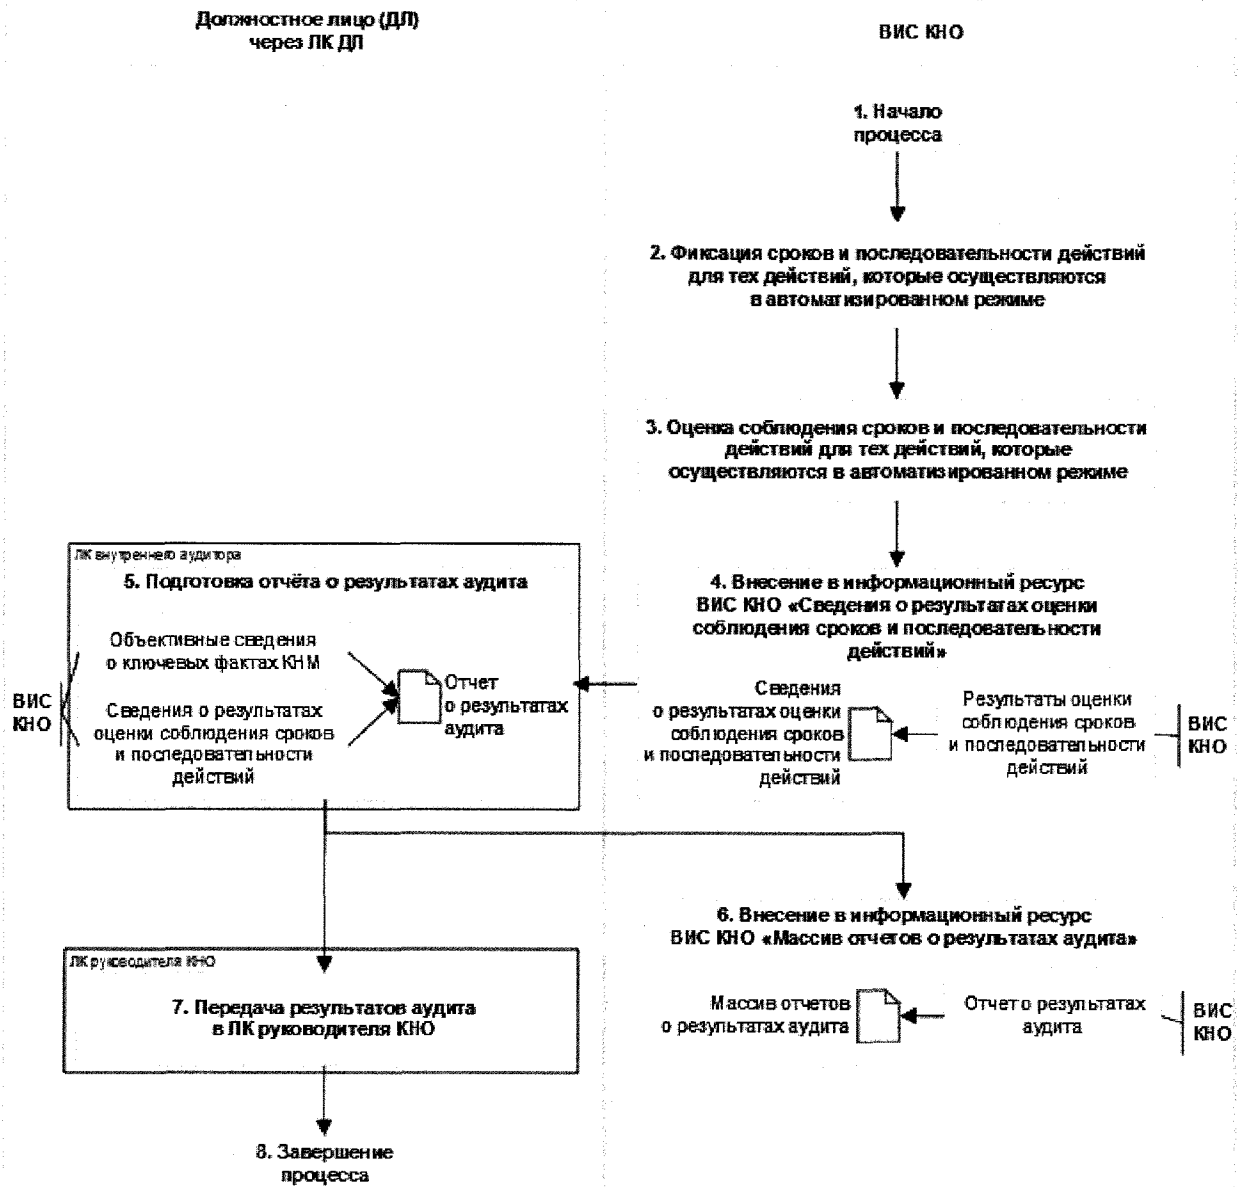 Должностное лицо (ДЛ)
через ЛК ДЛ
ВИС КНО
1. Начало
процесса
2. Фиксация сроков и последовательности действий
для тех действий, которые осуществляются
в автоматизированном режиме
3. Оценка соблюдения сроков и последовательности
действий для тех действий, которые
осуществляются в автоматизированном режиме
4. Внесение в информационный ресурс
ВИС КНО «Сведения о результатах оценки
соблюдения сроков и последовательности
действий»
Сведения
о результатах оценки
соблюдения сроков
и последовательности
действий
Результаты оценки
соблюдения сроков
и последовательности
действий
ВИС
КНО
ЛК внутреннего аудитора
5. Подготовка отчёта о результатах аудита
Объективные сведения
о ключевых фактах КНМ
ВИС
КНО
Сведения о результатах
оценки соблюдения сроков
и последовательности
действий
Отчет
о результатах
аудита
6. Внесение в информационный ресурс
ВИС КНО «Массив отчетов о результатах аудита»
Массив отчетов
о результатах аудита
Отчет о результатах
аудита
ВИС
КНО
ЛК руководителя КНО
7. Передача результатов аудита
в ЛК руководителя КНО
8. Завершение
процесса